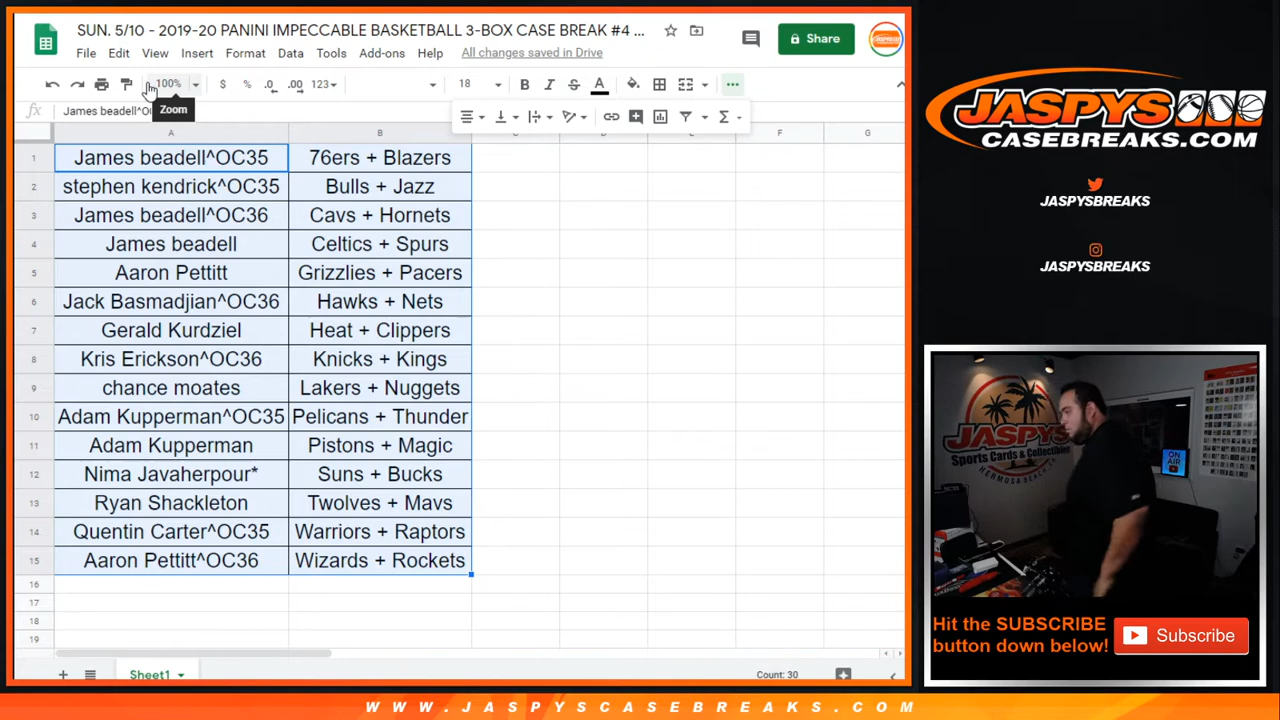 SUN. 5/10 - 2019-20 PANINI IMPECCABLE BASKETBALL 3-BOX CASE BREAK #4 ...
File Edit View Insert Format Data Tools Add-ons Help All changes saved in Drive
Share
100% $ % .0 .00 123 18 B I S A
Zoom
fx James beadell^O
A B C D E F G
1 James beadell^OC35 76ers + Blazers
2 stephen kendrick^OC35 Bulls + Jazz
3 James beadell^OC36 Cavs + Hornets
4 James beadell Celtics + Spurs
5 Aaron Pettitt Grizzlies + Pacers
6 Jack Basmadjian^OC36 Hawks + Nets
7 Gerald Kurdziel Heat + Clippers
8 Kris Erickson^OC36 Knicks + Kings
9 chance moates Lakers + Nuggets
10 Adam Kupperman^OC35 Pelicans + Thunder
11 Adam Kupperman Pistons + Magic
12 Nima Javaherpour* Suns + Bucks
13 Ryan Shackleton Twolves + Mavs
14 Quentin Carter^OC35 Warriors + Raptors
15 Aaron Pettitt^OC36 Wizards + Rockets
16
17
18
19
Sheet1 Count: 30
JASPYS
CASEBREAKS.COM
JASPYSBREAKS
JASPYSBREAKS
JASPYS
Sports Cards & Collectibles
HERMOSA BEACH
ON AIR
Hit the SUBSCRIBE
button down below!
Subscribe
WWW.JASPYSCASEBREAKS.COM